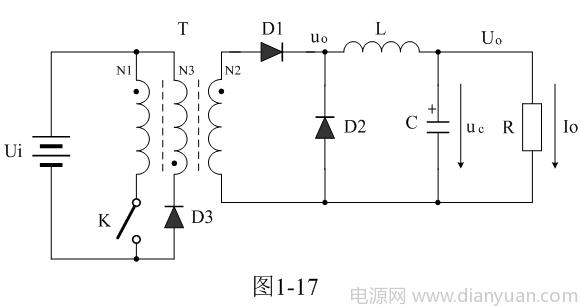 T
D1
uo
L
Uo
N1
N3
N2
Ui
D2
C
+
uc
R
Io
K
D3
图1-17
电源网 www.dianyuan.com